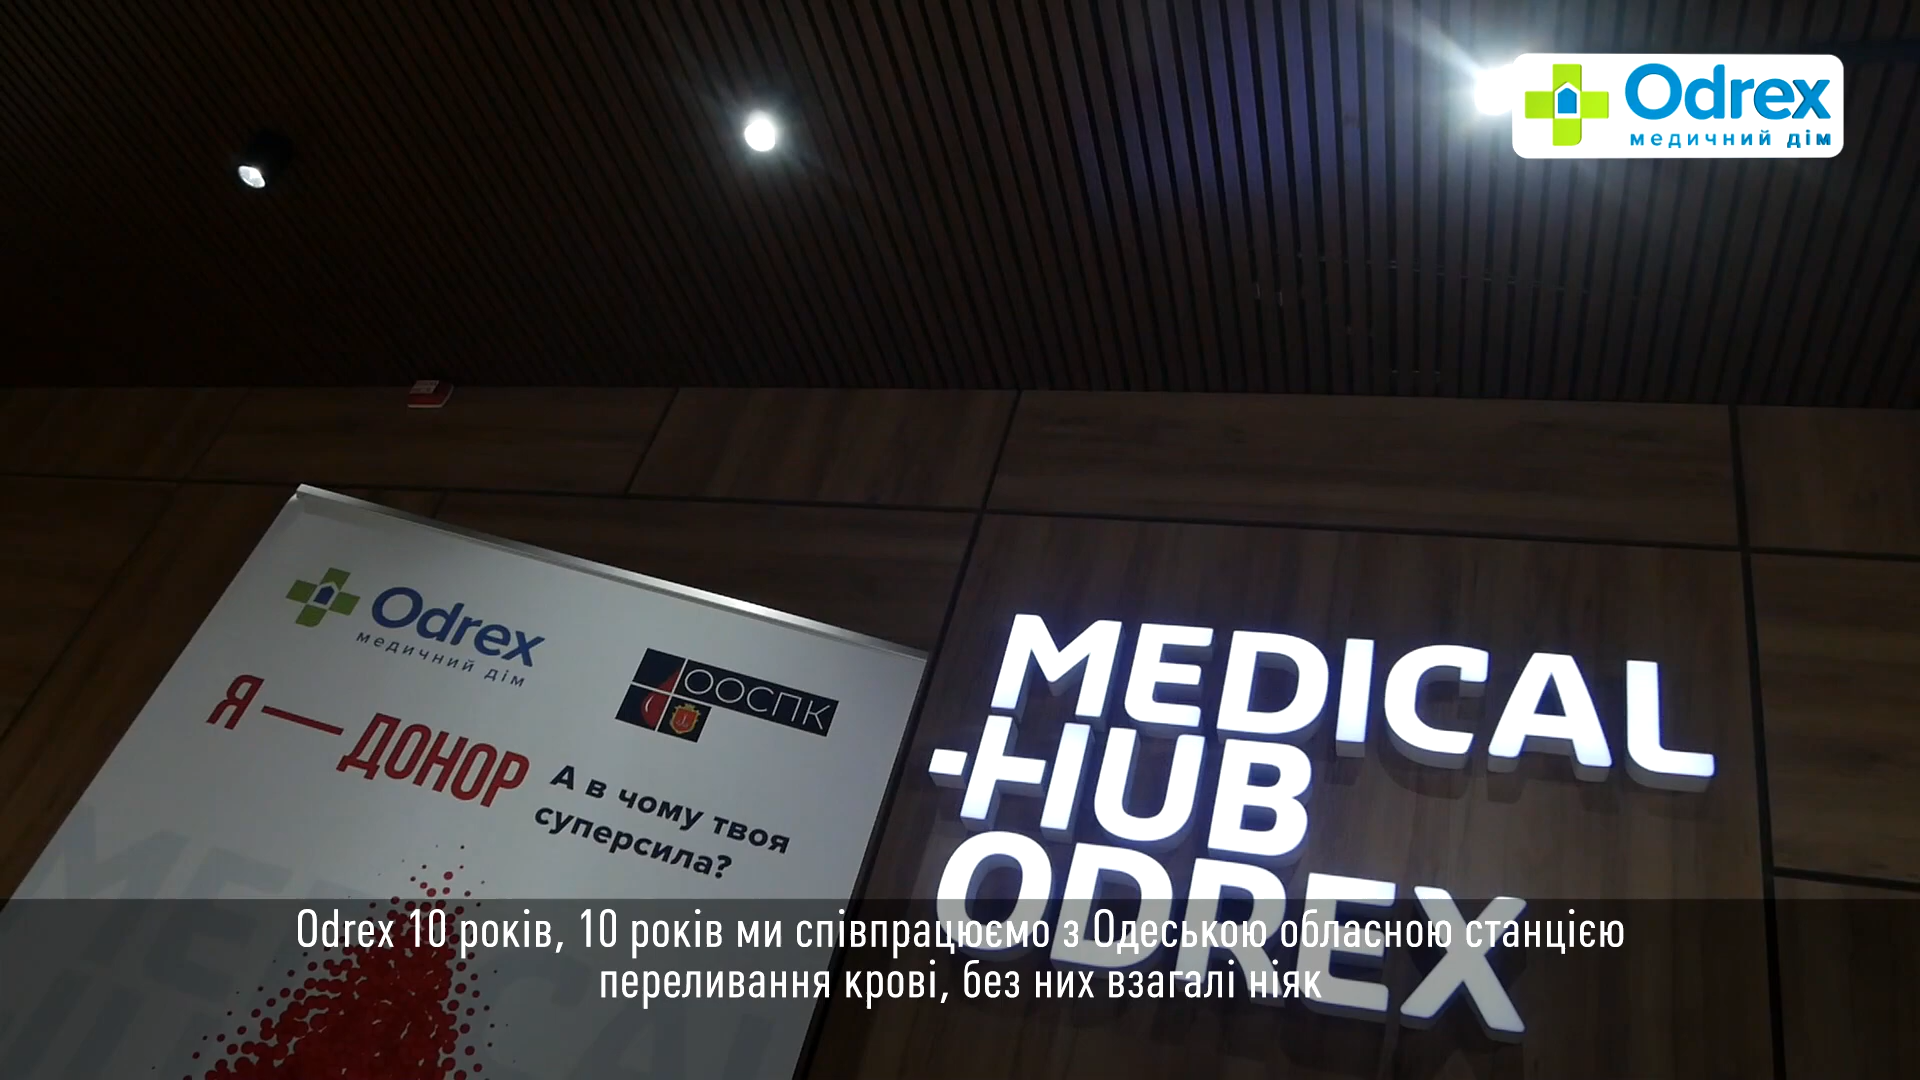 Odrex
медичний дім
Odrex
медичний дім
ООСПК
Я — ДОНОР
А в чому твоя
суперсила?
MEDICAL
HUB
ODREX
Odrex 10 років, 10 років ми співпрацюємо з Одеською обласною станцією
переливання крові, без них взагалі ніяк